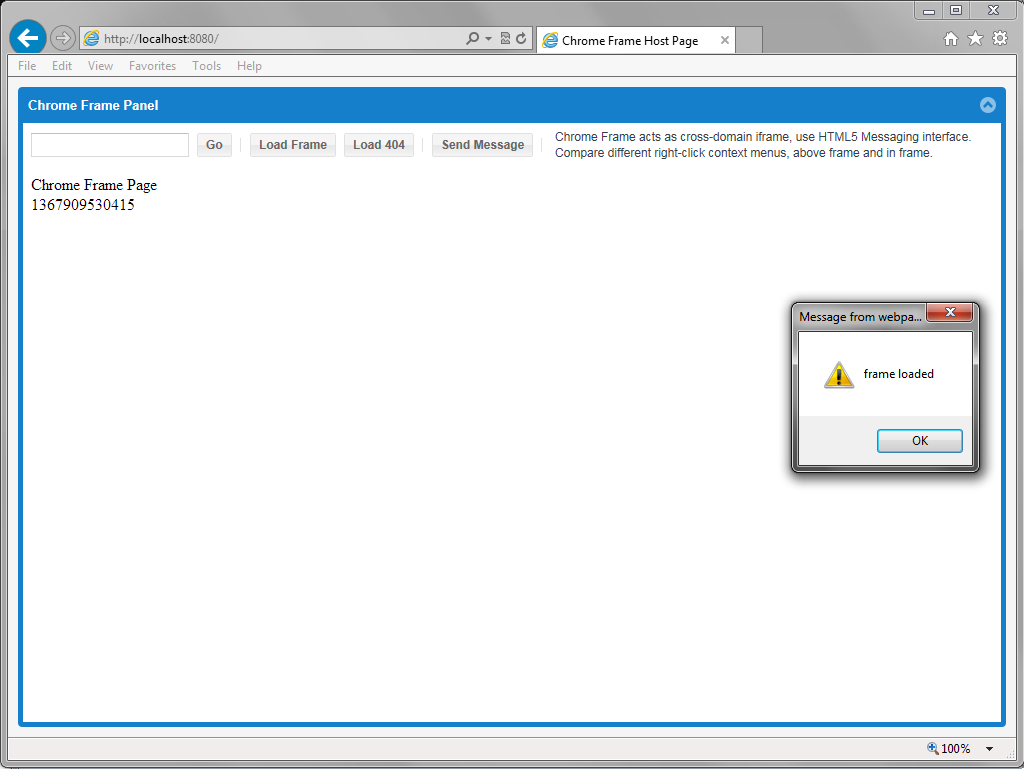 http://localhost:8080/
Chrome Frame Host Page
File Edit View Favorites Tools Help
Chrome Frame Panel
Go Load Frame Load 404 Send Message
Chrome Frame acts as cross-domain iframe, use HTML5 Messaging interface.
Compare different right-click context menus, above frame and in frame.
Chrome Frame Page
1367909530415
Message from webpa...
frame loaded
OK
100%